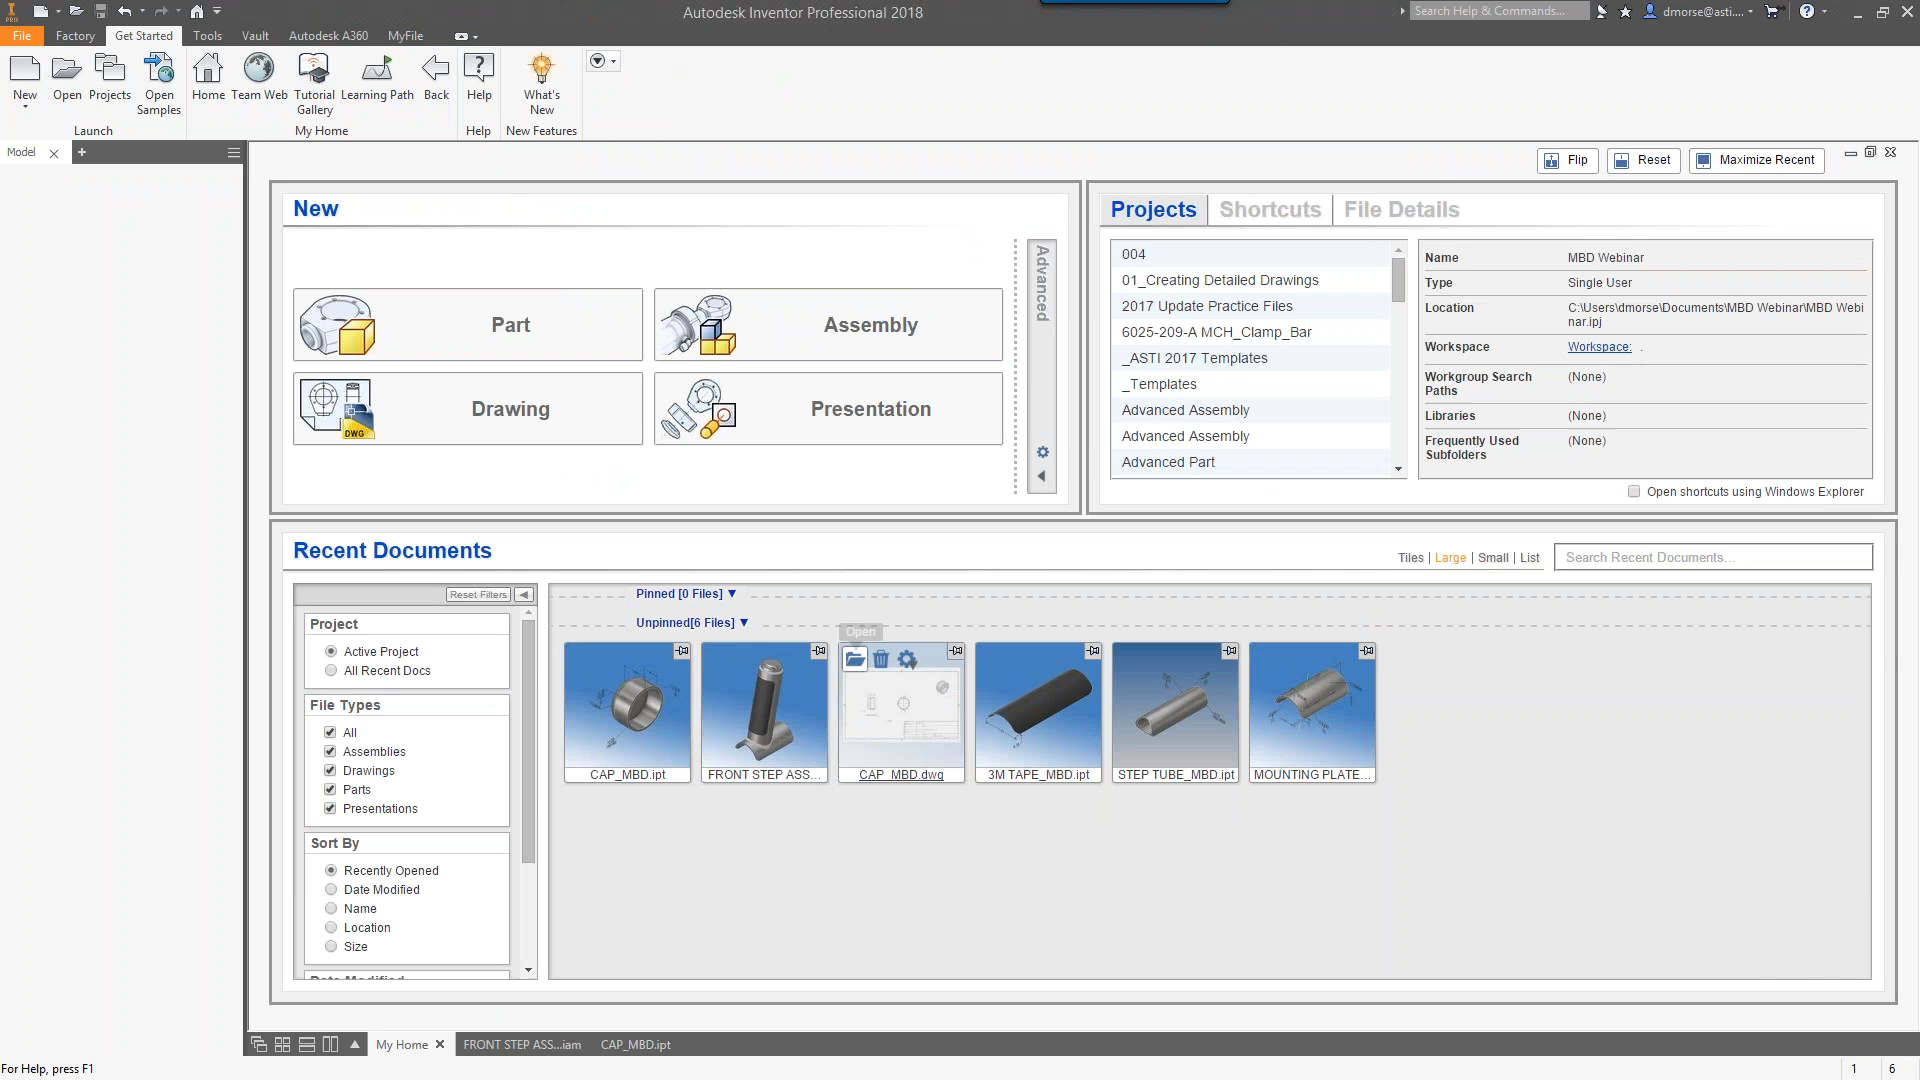 PRO
Autodesk Inventor Professional 2018
Search Help & Commands...
dmorse@asti....
File
Factory
Get Started
Tools
Vault
Autodesk A360
MyFile
New
Open
Projects
Open
Samples
Home
Team Web
Tutorial
Gallery
Learning Path
Back
Help
What's
New
Launch
My Home
Help
New Features
Model
Flip
Reset
Maximize Recent
New
Part
Assembly
Drawing
DWG
Presentation
Advanced
Projects
Shortcuts
File Details
004
01_Creating Detailed Drawings
2017 Update Practice Files
6025-209-A MCH_Clamp_Bar
_ASTI 2017 Templates
_Templates
Advanced Assembly
Advanced Assembly
Advanced Part
Name MBD Webinar
Type Single User
Location C:\Users\dmorse\Documents\MBD Webinar\MBD Webi
nar.ipj
Workspace Workspace: .
Workgroup Search (None)
Paths
Libraries (None)
Frequently Used (None)
Subfolders
Open shortcuts using Windows Explorer
Recent Documents
Tiles | Large | Small | List
Search Recent Documents...
Reset Filters
Project
Active Project
All Recent Docs
File Types
All
Assemblies
Drawings
Parts
Presentations
Sort By
Recently Opened
Date Modified
Name
Location
Size
Date Modified
Pinned [0 Files] ▼
Unpinned[6 Files] ▼
Open
CAP_MBD.ipt
FRONT STEP ASS...
CAP_MBD.dwg
3M TAPE_MBD.ipt
STEP TUBE_MBD.ipt
MOUNTING PLATE...
My Home
FRONT STEP ASS...iam
CAP_MBD.ipt
For Help, press F1
1
6